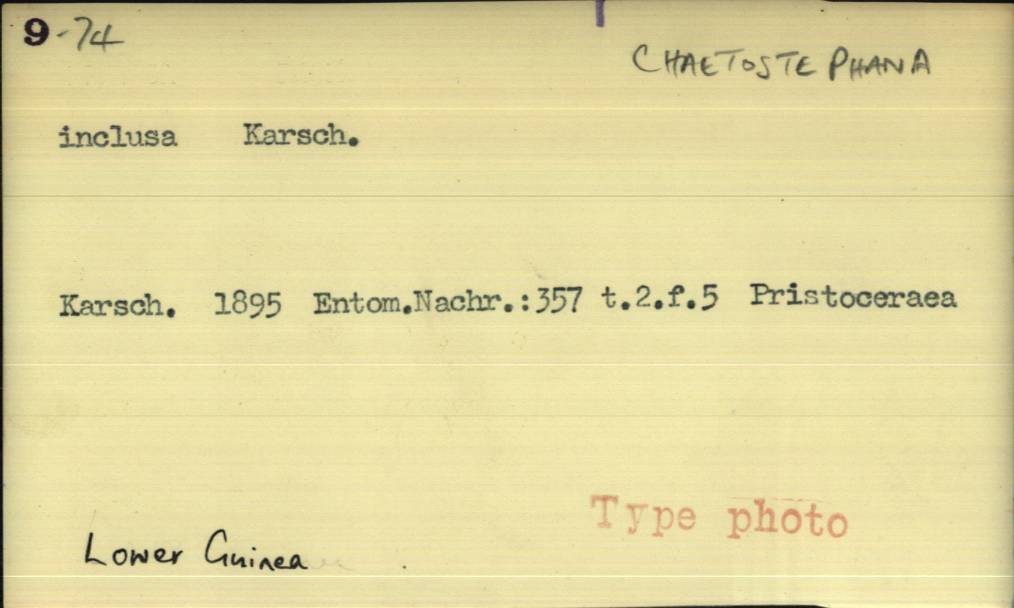 9-74
CHAETOSTEPHANA
inclusa Karsch.
Karsch. 1895 Entom.Nachr.:357 t.2.f.5 Pristoceraea
Type photo
Lower Guinea